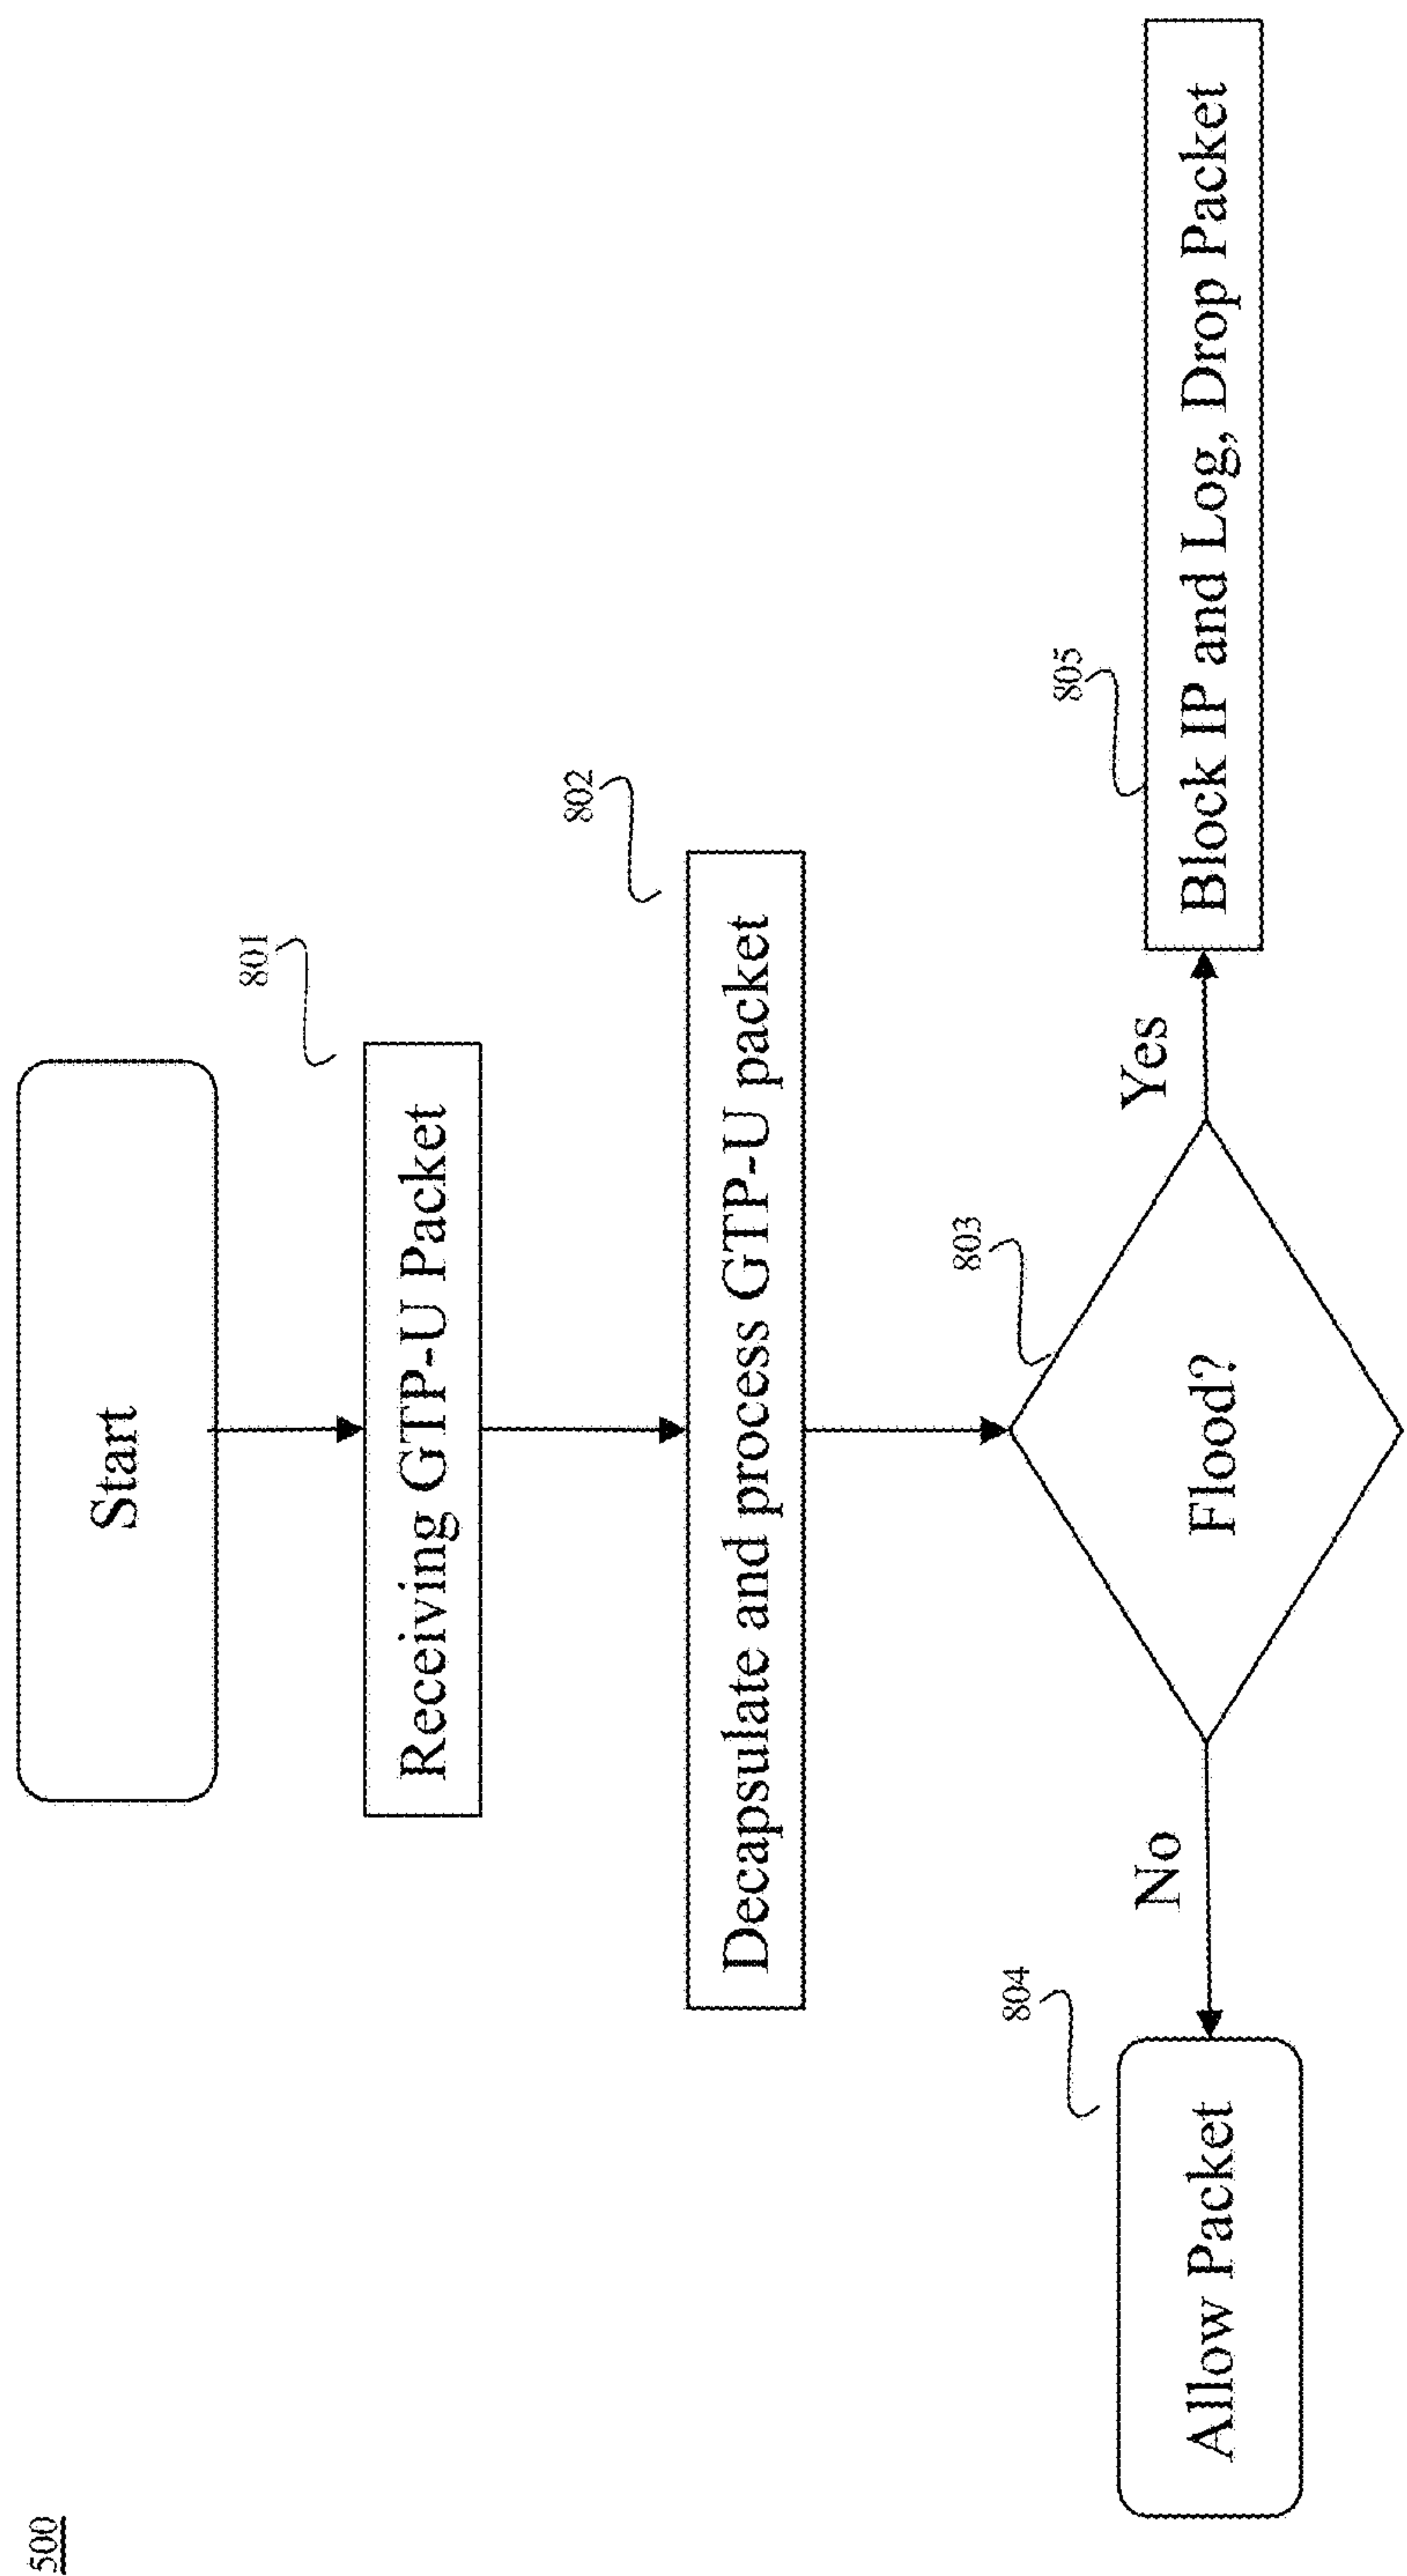 500
Start
801
Receiving GTP-U Packet
802
Decapsulate and process GTP-U packet
803
Flood?
No
Yes
804
Allow Packet
805
Block IP and Log, Drop Packet